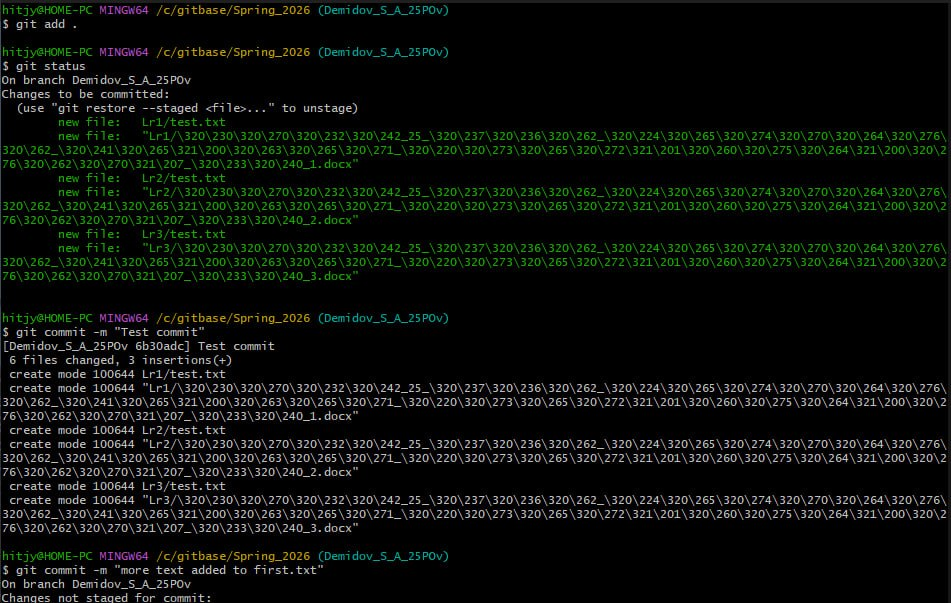 hitjy@HOME-PC MINGW64 /c/gitbase/Spring_2026 (Demidov_S_A_25POv)
$ git add .
hitjy@HOME-PC MINGW64 /c/gitbase/Spring_2026 (Demidov_S_A_25POv)
$ git status
On branch Demidov_S_A_25POv
Changes to be committed:
  (use "git restore --staged <file>..." to unstage)
        new file:   Lr1/test.txt
        new file:   "Lr1/\320\230\320\270\320\232\320\242_25_\320\237\320\236\320\262_\320\224\320\265\320\274\320\270\320\264\320\276\
320\262_\320\241\320\265\321\200\320\263\320\265\320\271_\320\220\320\273\320\265\320\272\321\201\320\260\320\275\320\264\321\200\320\2
76\320\262\320\270\321\207_\320\233\320\240_1.docx"
        new file:   Lr2/test.txt
        new file:   "Lr2/\320\230\320\270\320\232\320\242_25_\320\237\320\236\320\262_\320\224\320\265\320\274\320\270\320\264\320\276\
320\262_\320\241\320\265\321\200\320\263\320\265\320\271_\320\220\320\273\320\265\320\272\321\201\320\260\320\275\320\264\321\200\320\2
76\320\262\320\270\321\207_\320\233\320\240_2.docx"
        new file:   Lr3/test.txt
        new file:   "Lr3/\320\230\320\270\320\232\320\242_25_\320\237\320\236\320\262_\320\224\320\265\320\274\320\270\320\264\320\276\
320\262_\320\241\320\265\321\200\320\263\320\265\320\271_\320\220\320\273\320\265\320\272\321\201\320\260\320\275\320\264\321\200\320\2
76\320\262\320\270\321\207_\320\233\320\240_3.docx"
hitjy@HOME-PC MINGW64 /c/gitbase/Spring_2026 (Demidov_S_A_25POv)
$ git commit -m "Test commit"
[Demidov_S_A_25POv 6b30adc] Test commit
 6 files changed, 3 insertions(+)
 create mode 100644 Lr1/test.txt
 create mode 100644 "Lr1/\320\230\320\270\320\232\320\242_25_\320\237\320\236\320\262_\320\224\320\265\320\274\320\270\320\264\320\276\
320\262_\320\241\320\265\321\200\320\263\320\265\320\271_\320\220\320\273\320\265\320\272\321\201\320\260\320\275\320\264\321\200\320\2
76\320\262\320\270\321\207_\320\233\320\240_1.docx"
 create mode 100644 Lr2/test.txt
 create mode 100644 "Lr2/\320\230\320\270\320\232\320\242_25_\320\237\320\236\320\262_\320\224\320\265\320\274\320\270\320\264\320\276\
320\262_\320\241\320\265\321\200\320\263\320\265\320\271_\320\220\320\273\320\265\320\272\321\201\320\260\320\275\320\264\321\200\320\2
76\320\262\320\270\321\207_\320\233\320\240_2.docx"
 create mode 100644 Lr3/test.txt
 create mode 100644 "Lr3/\320\230\320\270\320\232\320\242_25_\320\237\320\236\320\262_\320\224\320\265\320\274\320\270\320\264\320\276\
320\262_\320\241\320\265\321\200\320\263\320\265\320\271_\320\220\320\273\320\265\320\272\321\201\320\260\320\275\320\264\321\200\320\2
76\320\262\320\270\321\207_\320\233\320\240_3.docx"
hitjy@HOME-PC MINGW64 /c/gitbase/Spring_2026 (Demidov_S_A_25POv)
$ git commit -m "more text added to first.txt"
On branch Demidov_S_A_25POv
Changes not staged for commit: